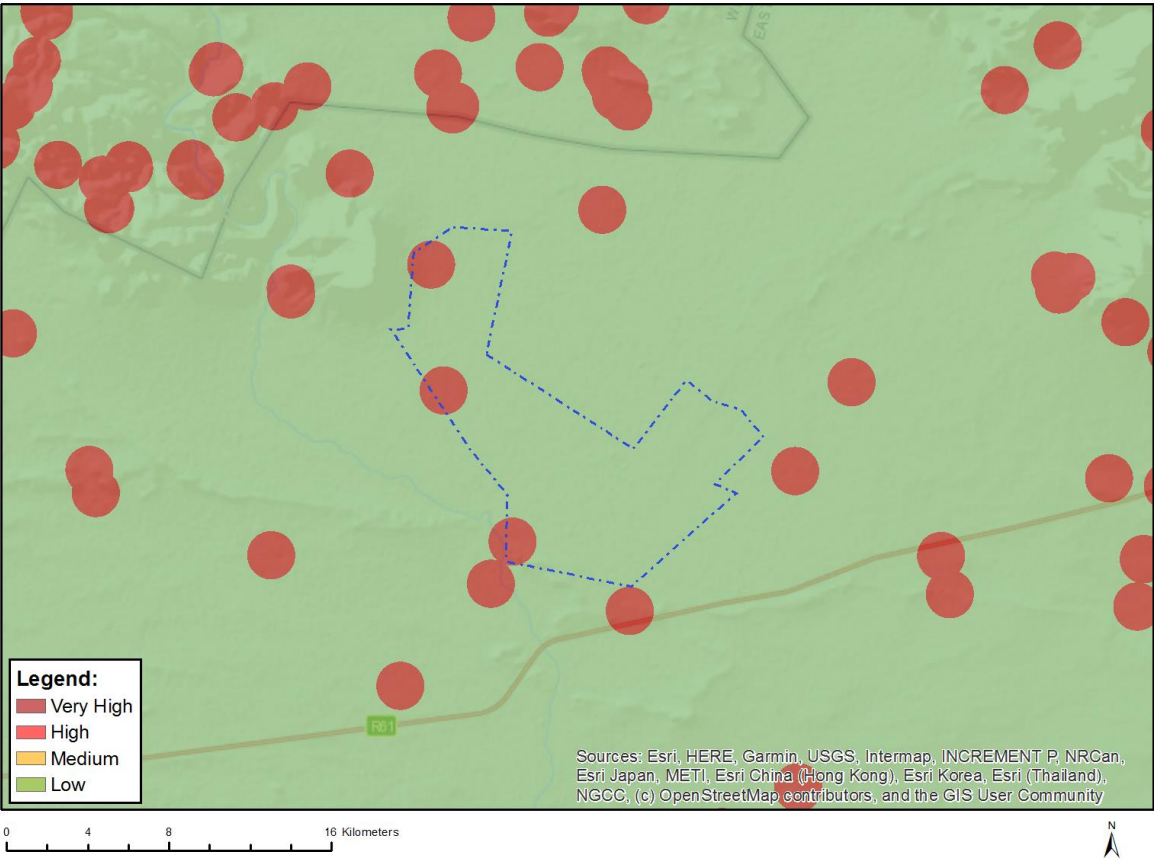 W
EAS
R61
Legend:
Very High
High
Medium
Low
Sources: Esri, HERE, Garmin, USGS, Intermap, INCREMENT P, NRCan,
Esri Japan, METI, Esri China (Hong Kong), Esri Korea, Esri (Thailand),
NGCC, (c) OpenStreetMap contributors, and the GIS User Community
0 4 8 16 Kilometers
N